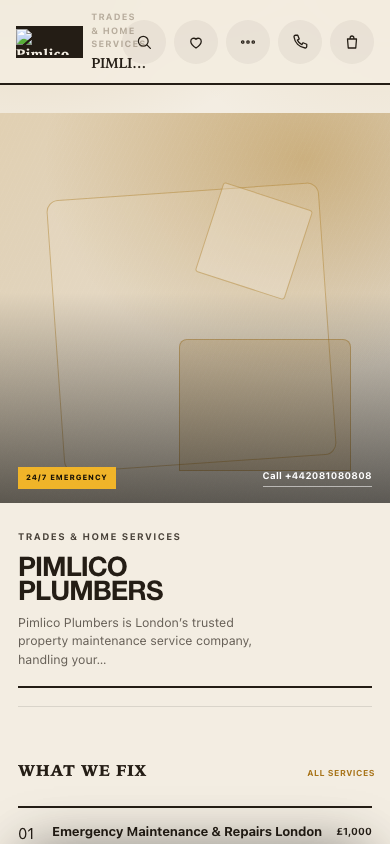 TRADES
& HOME
SERVICES
PIMLI...
Pimlico
24/7 EMERGENCY
Call +442081080808
TRADES & HOME SERVICES
PIMLICO
PLUMBERS
Pimlico Plumbers is London's trusted
property maintenance service company,
handling your...
WHAT WE FIX
ALL SERVICES
01 Emergency Maintenance & Repairs London £1,000